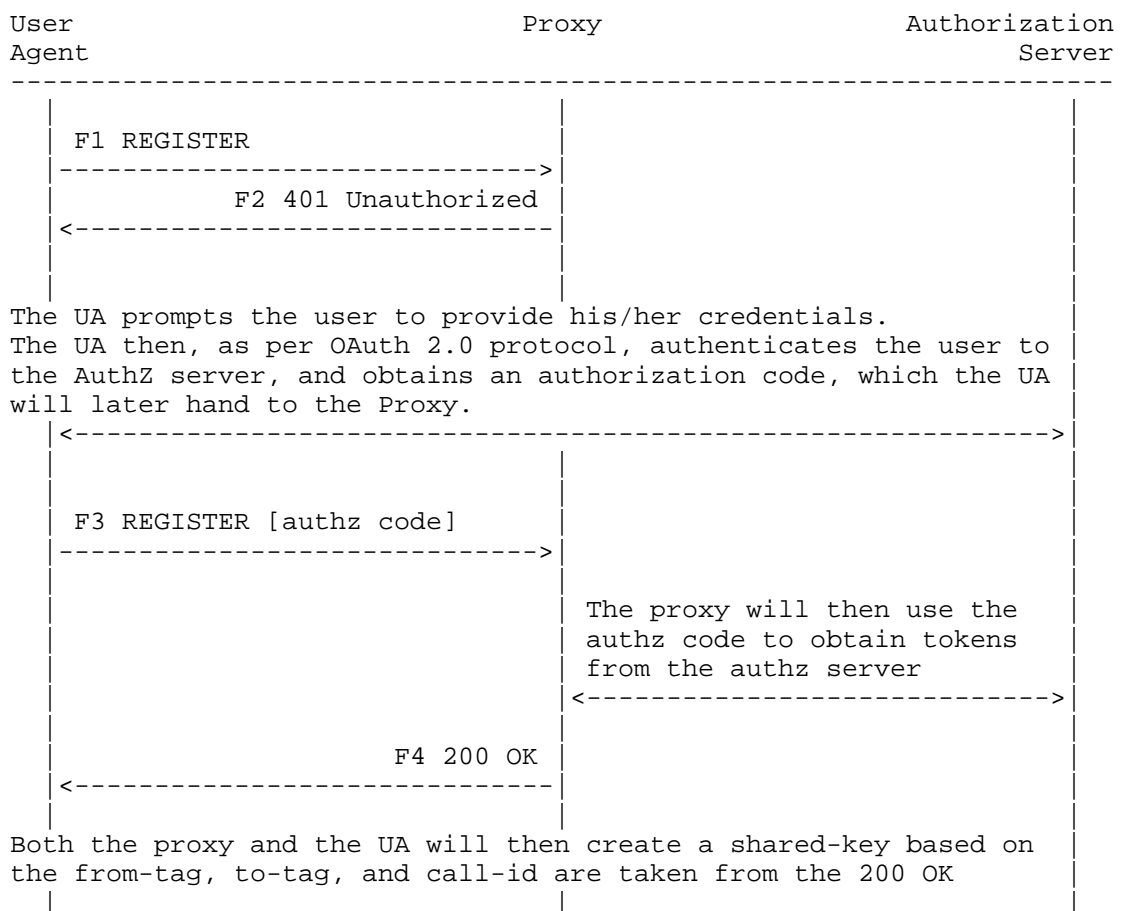 User Proxy Authorization
Agent Server
F1 REGISTER
F2 401 Unauthorized
The UA prompts the user to provide his/her credentials.
The UA then, as per OAuth 2.0 protocol, authenticates the user to
the AuthZ server, and obtains an authorization code, which the UA
will later hand to the Proxy.
F3 REGISTER [authz code]
The proxy will then use the
authz code to obtain tokens
from the authz server
F4 200 OK
Both the proxy and the UA will then create a shared-key based on
the from-tag, to-tag, and call-id are taken from the 200 OK